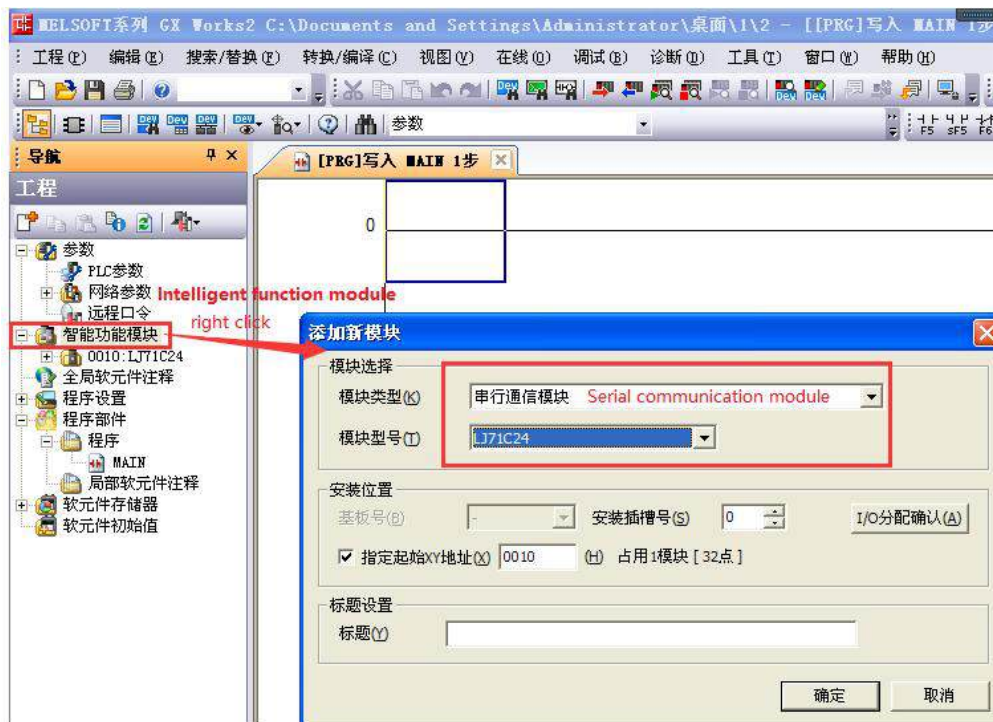 MELSOFT系列 GX Works2 C:\Documents and Settings\Administrator\桌面\1\2 - [[PRG]写入 MAIN 1步
工程(P) 编辑(E) 搜索/替换(F) 转换/编译(C) 视图(V) 在线(O) 调试(B) 诊断(D) 工具(T) 窗口(W) 帮助(H)
参数
F5 sF5 F6
导航
[PRG]写入 MAIN 1步
工程
0
参数
PLC参数
网络参数
Intelligent function module
远程口令
right click
智能功能模块
0010:LJ71C24
全局软元件注释
程序设置
程序部件
程序
MAIN
局部软元件注释
软元件存储器
软元件初始值
添加新模块
模块选择
模块类型(K) 串行通信模块 Serial communication module
模块型号(T) LJ71C24
安装位置
基板号(B) - 安装插槽号(S) 0 I/O分配确认(A)
指定起始XY地址(X) 0010 (H) 占用1模块 [ 32点 ]
标题设置
标题(Y)
确定 取消